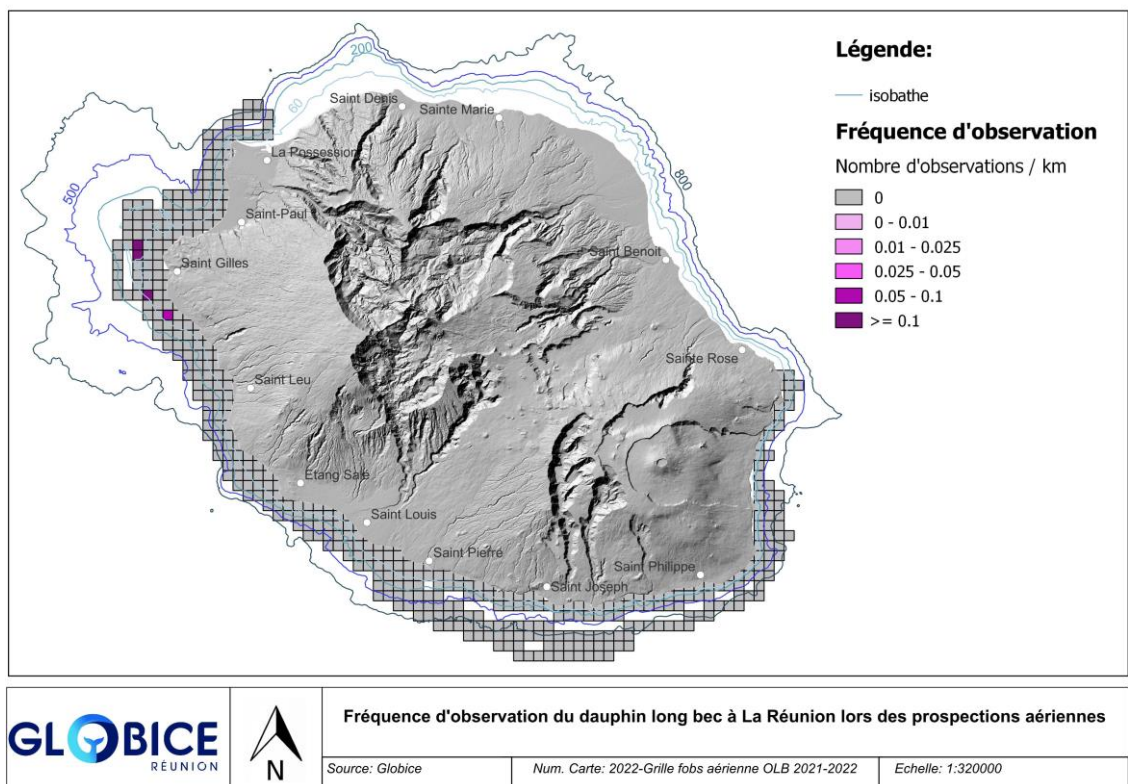 200
60
Saint Denis
Sainte Marie
La Possession
800
500
Saint-Paul
Saint Benoit
Saint Gilles
Sainte Rose
Saint Leu
Etang Salé
Saint Louis
Saint Pierré
Saint Philippe
Saint Joseph
Légende:
isobathe
Fréquence d'observation
Nombre d'observations / km
0
0 - 0.01
0.01 - 0.025
0.025 - 0.05
0.05 - 0.1
>= 0.1
GLOBICE
RÉUNION
N
Fréquence d'observation du dauphin long bec à La Réunion lors des prospections aériennes
Source: Globice
Num. Carte: 2022-Grille fobs aérienne OLB 2021-2022
Echelle: 1:320000